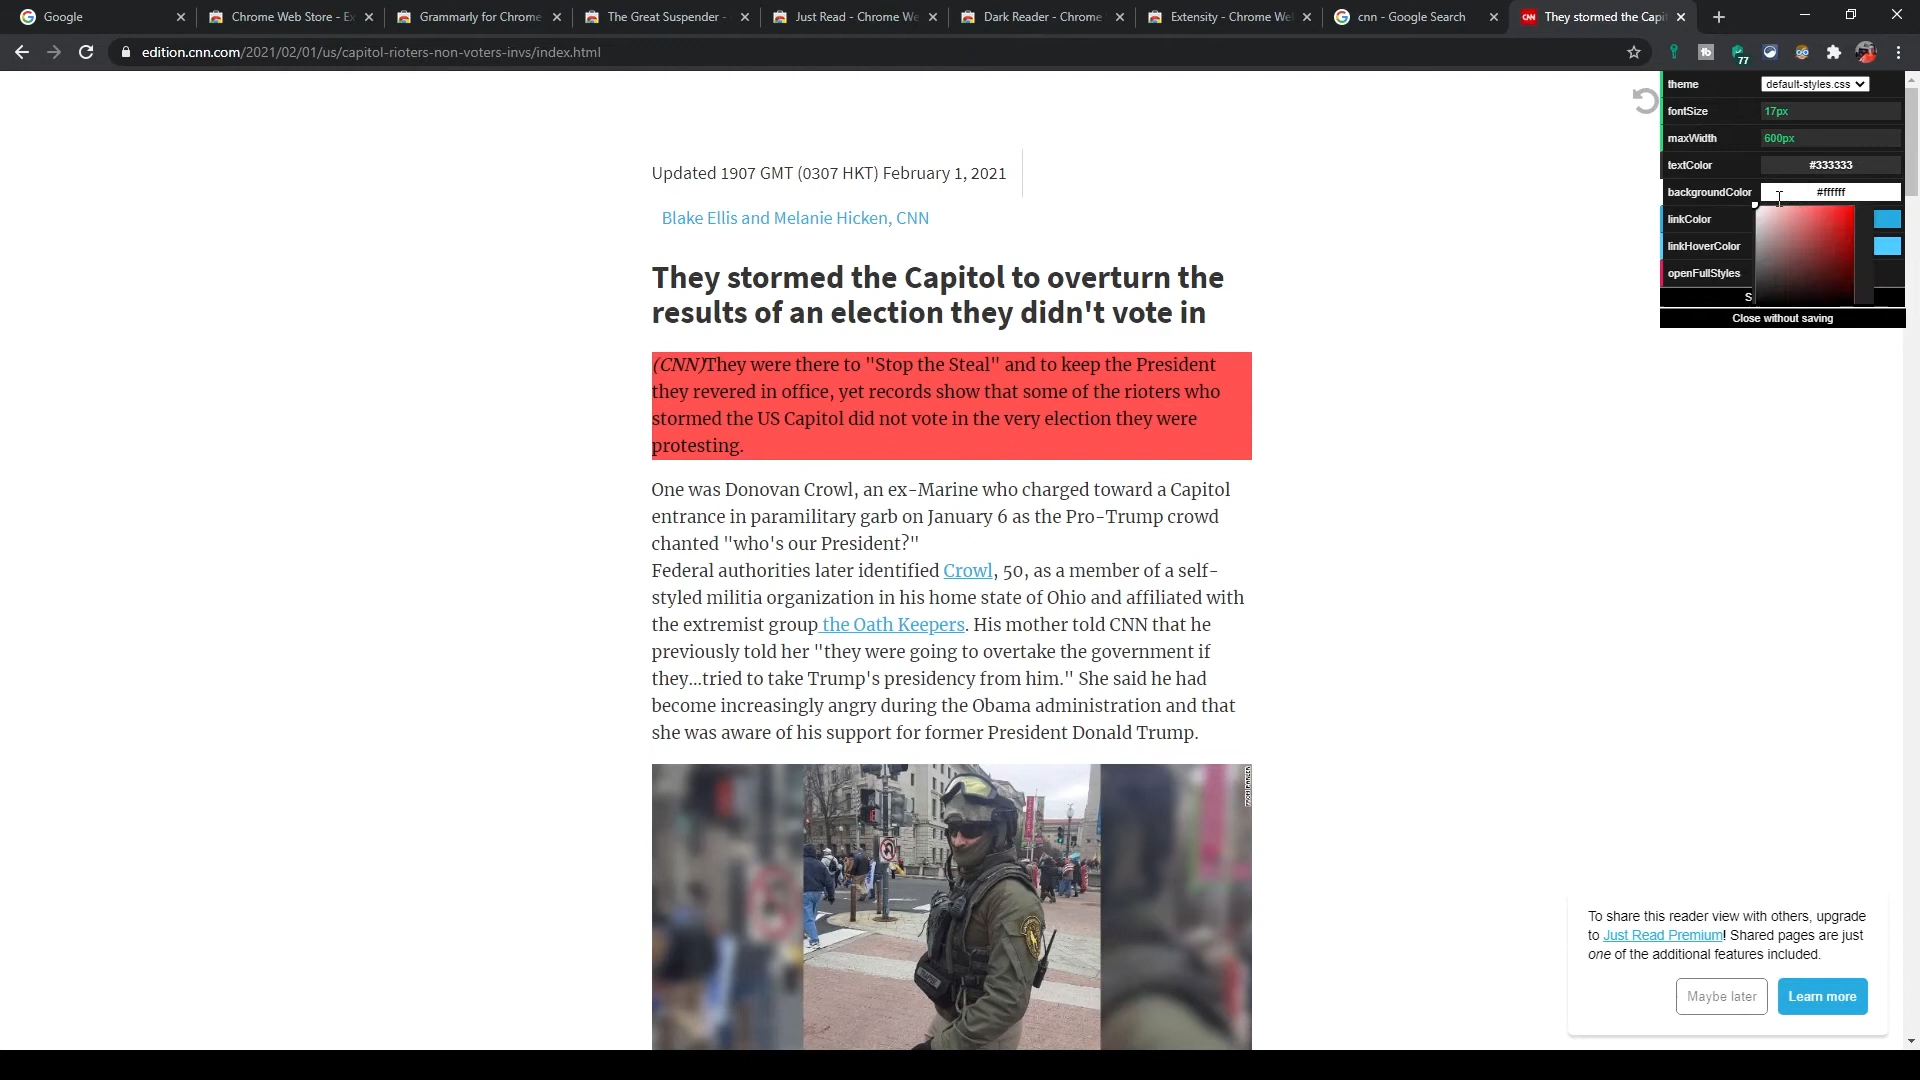 Google
Chrome Web Store - Ex
Grammarly for Chrome
The Great Suspender -
Just Read - Chrome We
Dark Reader - Chrome
Extensity - Chrome Wel
cnn - Google Search
CNN
They stormed the Capit
edition.cnn.com/2021/02/01/us/capitol-rioters-non-voters-invs/index.html
77
theme
default-styles.css
fontSize
17px
maxWidth
600px
textColor
#333333
backgroundColor
#ffffff
linkColor
linkHoverColor
openFullStyles
S
Close without saving
Updated 1907 GMT (0307 HKT) February 1, 2021
Blake Ellis and Melanie Hicken, CNN
They stormed the Capitol to overturn the
results of an election they didn't vote in
(CNN)They were there to "Stop the Steal" and to keep the President
they revered in office, yet records show that some of the rioters who
stormed the US Capitol did not vote in the very election they were
protesting.
One was Donovan Crowl, an ex-Marine who charged toward a Capitol
entrance in paramilitary garb on January 6 as the Pro-Trump crowd
chanted "who's our President?"
Federal authorities later identified Crowl, 50, as a member of a self-
styled militia organization in his home state of Ohio and affiliated with
the extremist group the Oath Keepers. His mother told CNN that he
previously told her "they were going to overtake the government if
they...tried to take Trump's presidency from him." She said he had
become increasingly angry during the Obama administration and that
she was aware of his support for former President Donald Trump.
To share this reader view with others, upgrade
to Just Read Premium! Shared pages are just
one of the additional features included.
Maybe later
Learn more